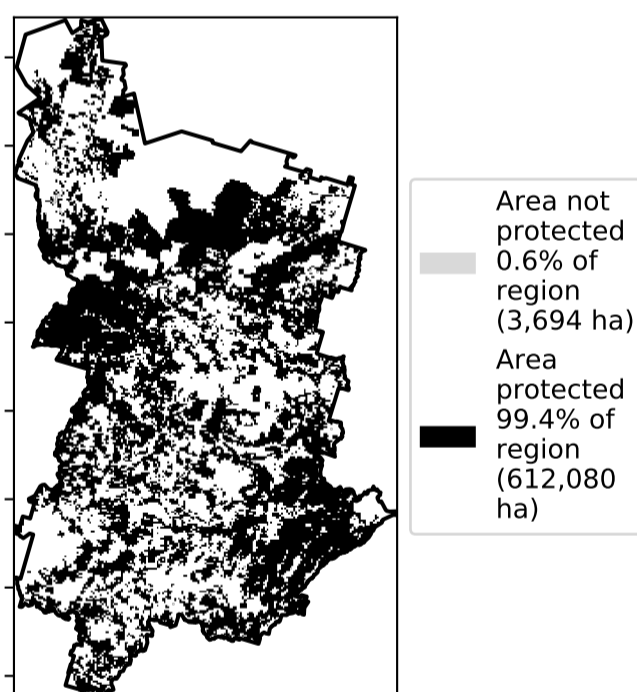 Area not
protected
0.6% of
region
(3,694 ha)
Area
protected
99.4% of
region
(612,080
ha)